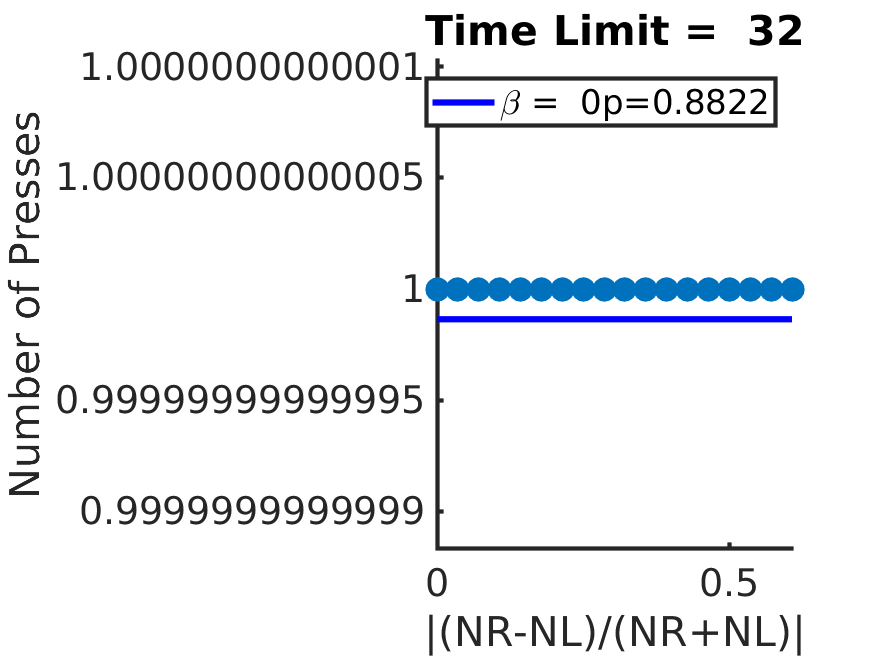 Time Limit =  32
1.0000000000001
β =  0p=0.8822
1.00000000000005
1
0.99999999999995
0.9999999999999
Number of Presses
0 0.5
|(NR-NL)/(NR+NL)|